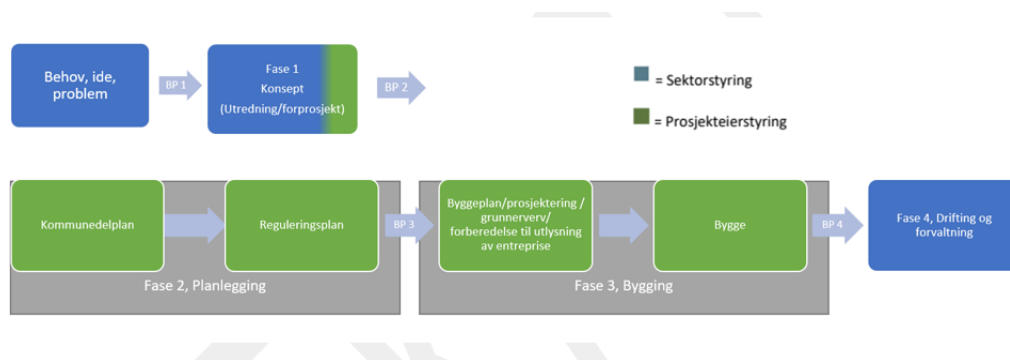 Behov, ide,
problem
BP 1
Fase 1
Konsept
(Utredning/forprosjekt)
BP 2
= Sektorstyring
= Prosjekteierstyring
Kommunedelplan
Reguleringsplan
BP 3
Byggeplan/prosjektering /
grunnerverv/
forberedelse til utlysning
av entreprise
Bygge
BP 4
Fase 4, Drifting og
forvaltning
Fase 2, Planlegging
Fase 3, Bygging